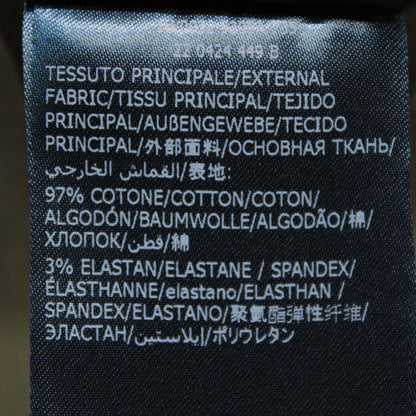 22 0424 449 B
TESSUTO PRINCIPALE/EXTERNAL
FABRIC/TISSU PRINCIPAL/TEJIDO
PRINCIPAL/AUßENGEWEBE/TECIDO
PRINCIPAL/外部面料/ОСНОВНАЯ ТКАНЬ/
القماش الخارجي/表地:
97% COTONE/COTTON/COTON/
ALGODÓN/BAUMWOLLE/ALGODÃO/棉/
ХЛОПОК/قطن/綿
3% ELASTAN/ELASTANE / SPANDEX/
ÉLASTHANNE/elastano/ELASTHAN /
SPANDEX/ELASTANO/聚氨酯弹性纤维/
ЭЛАСТАН/إيلاستين/ポリウレタン